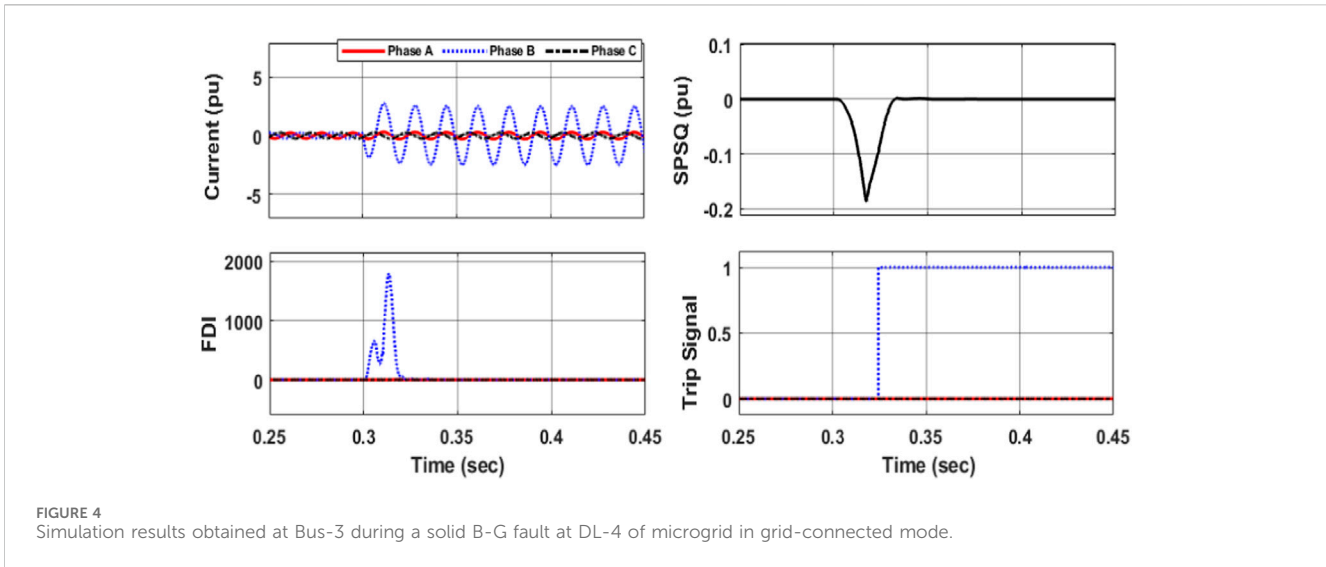 Phase A Phase B Phase C
Current (pu)
5
0
-5
SPSQ (pu)
0.1
0
-0.1
-0.2
FDI
2000
1000
0
0.25 0.3 0.35 0.4 0.45
Time (sec)
Trip Signal
1
0.5
0
0.25 0.3 0.35 0.4 0.45
Time (sec)
FIGURE 4
Simulation results obtained at Bus-3 during a solid B-G fault at DL-4 of microgrid in grid-connected mode.